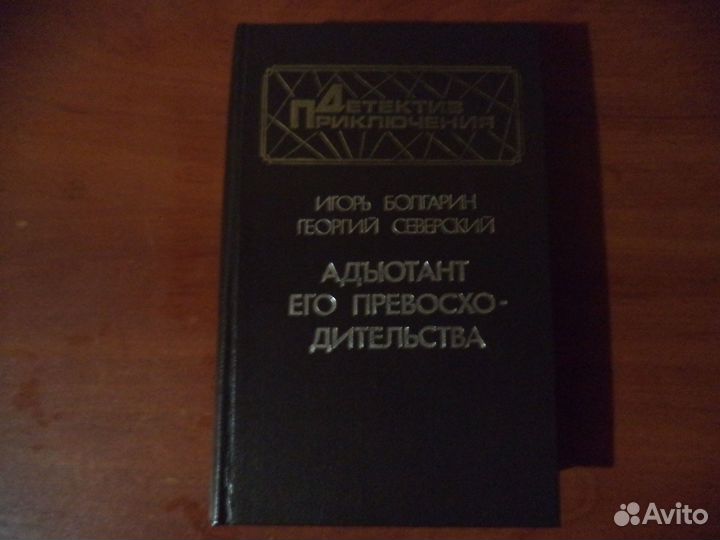 ДЕТЕКТИВ
ПРИКЛЮЧЕНИЯ
ИГОРЬ БОЛГАРИН
ГЕОРГИЙ СЕВЕРСКИЙ
АДЪЮТАНТ
ЕГО ПРЕВОСХО-
ДИТЕЛЬСТВА
Avito